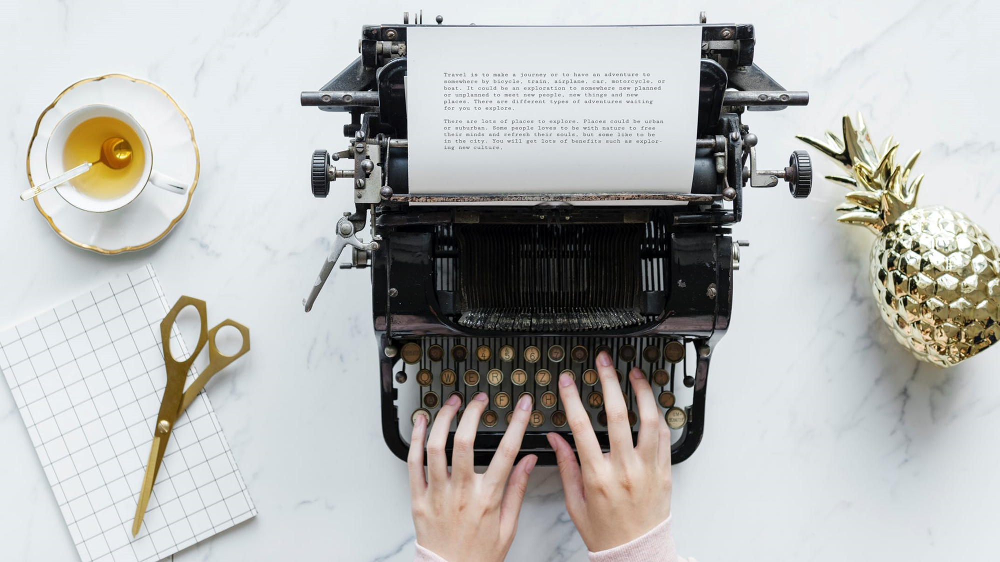 Travel is to make a journey or to have an adventure to
somewhere by bicycle, train, airplane, car, motorcycle, or
boat. It could be an exploration to somewhere new planned
or unplanned to meet new people, new things and new
places. There are different types of adventures waiting
for you to explore.
There are lots of places to explore. Places could be urban
or suburban. Some people loves to be with nature to free
their minds and refresh their souls, but some like to be
in the city. You will get lots of benefits such as explor-
ing new culture,
4 5 6 7
Q W E R T Z I
A F H K
C B N
UM-
SCHALTER